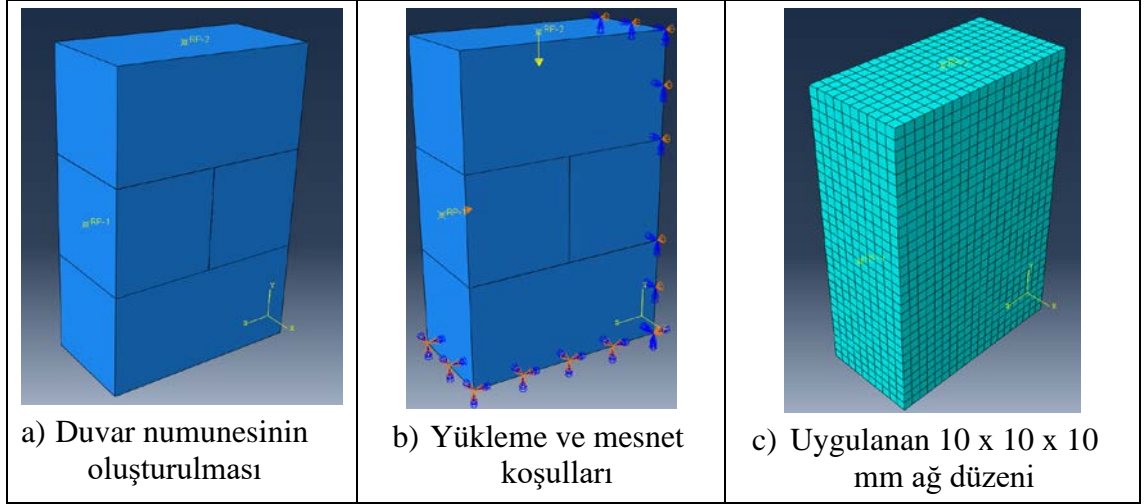 RP-2
RP-1
RP-2
RP-1
a) Duvar numunesinin
oluşturulması
b) Yükleme ve mesnet
koşulları
c) Uygulanan 10 x 10 x 10
mm ağ düzeni